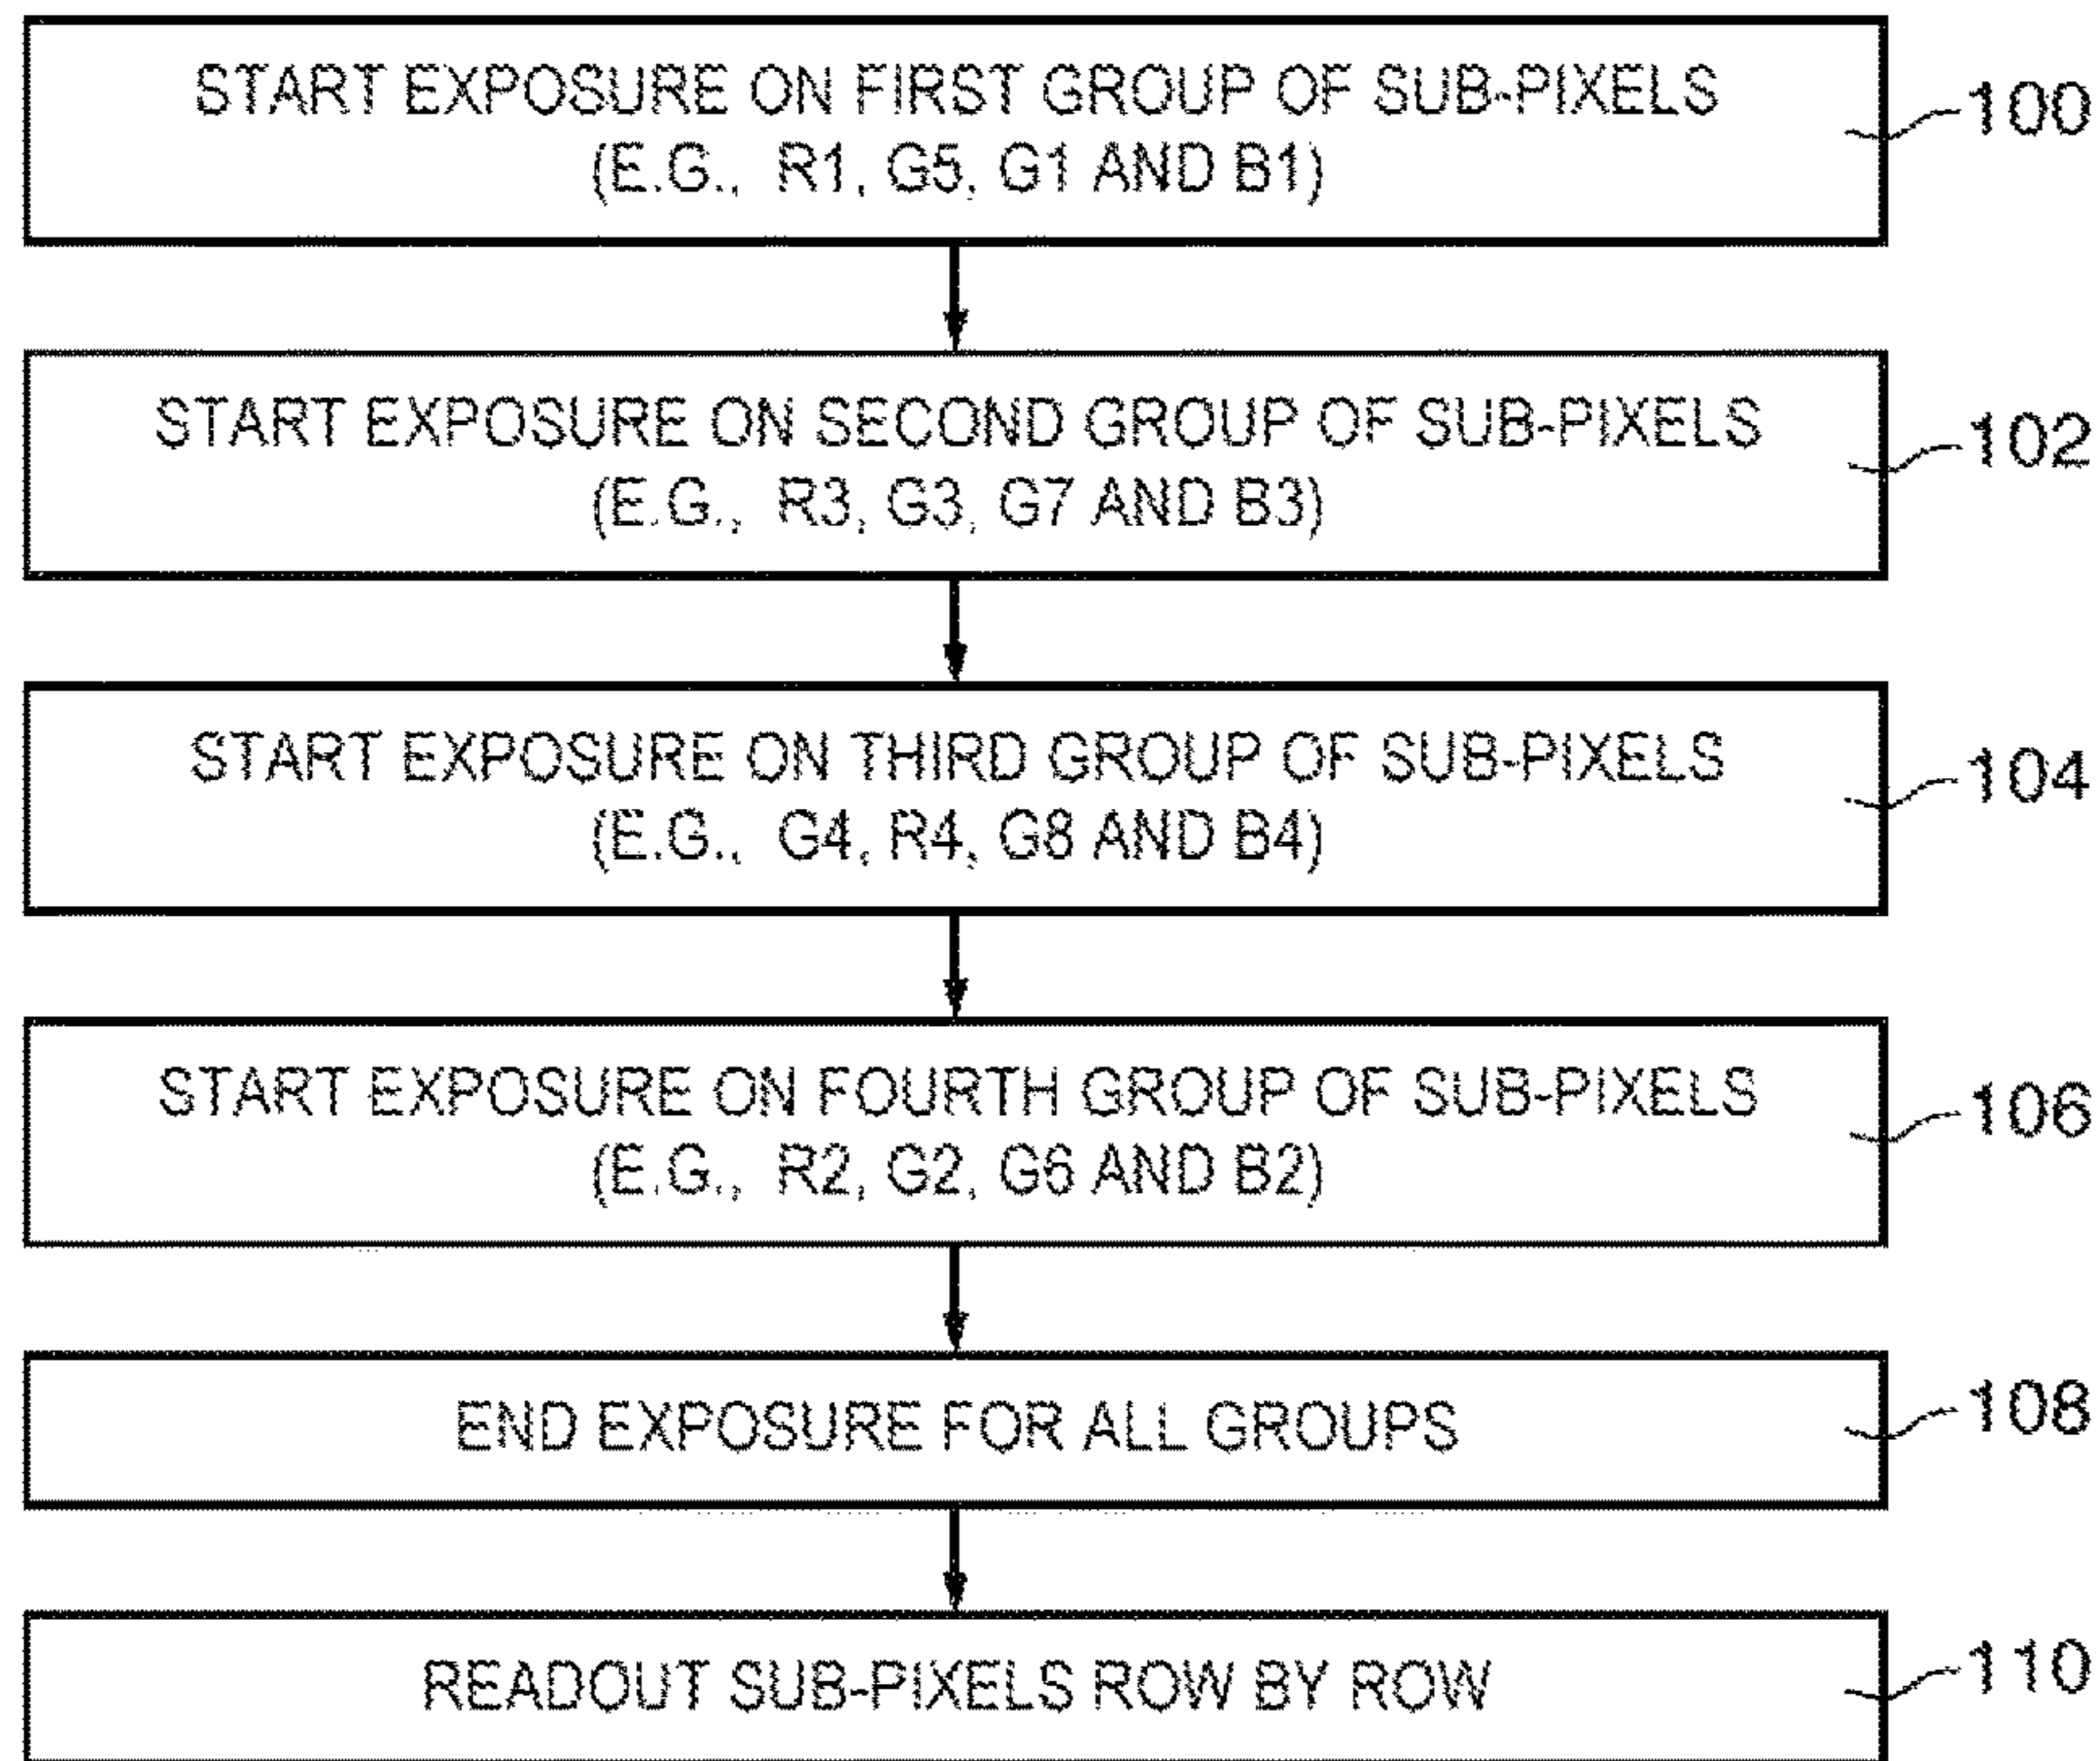 START EXPOSURE ON FIRST GROUP OF SUB-PIXELS
(E.G., R1, G5, G1 AND B1)
100
START EXPOSURE ON SECOND GROUP OF SUB-PIXELS
(E.G., R3, G3, G7 AND B3)
102
START EXPOSURE ON THIRD GROUP OF SUB-PIXELS
(E.G., G4, R4, G8 AND B4)
104
START EXPOSURE ON FOURTH GROUP OF SUB-PIXELS
(E.G., R2, G2, G6 AND B2)
106
END EXPOSURE FOR ALL GROUPS
108
READOUT SUB-PIXELS ROW BY ROW
110